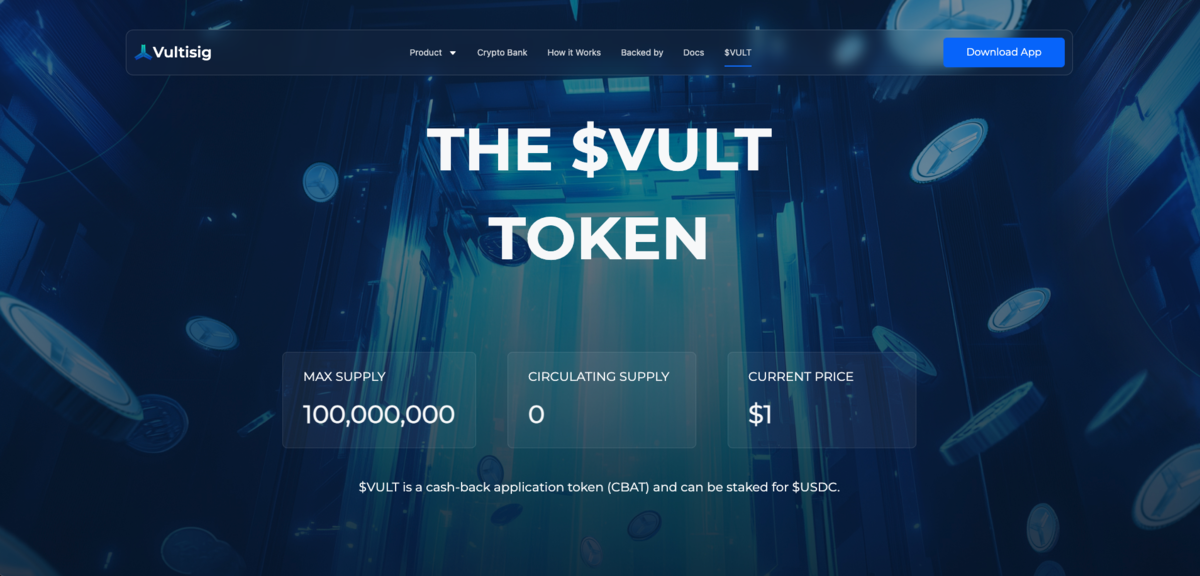 Vultisig
Product Crypto Bank How it Works Backed by Docs $VULT
Download App
THE $VULT
TOKEN
MAX SUPPLY
100,000,000
CIRCULATING SUPPLY
0
CURRENT PRICE
$1
$VULT is a cash-back application token (CBAT) and can be staked for $USDC.